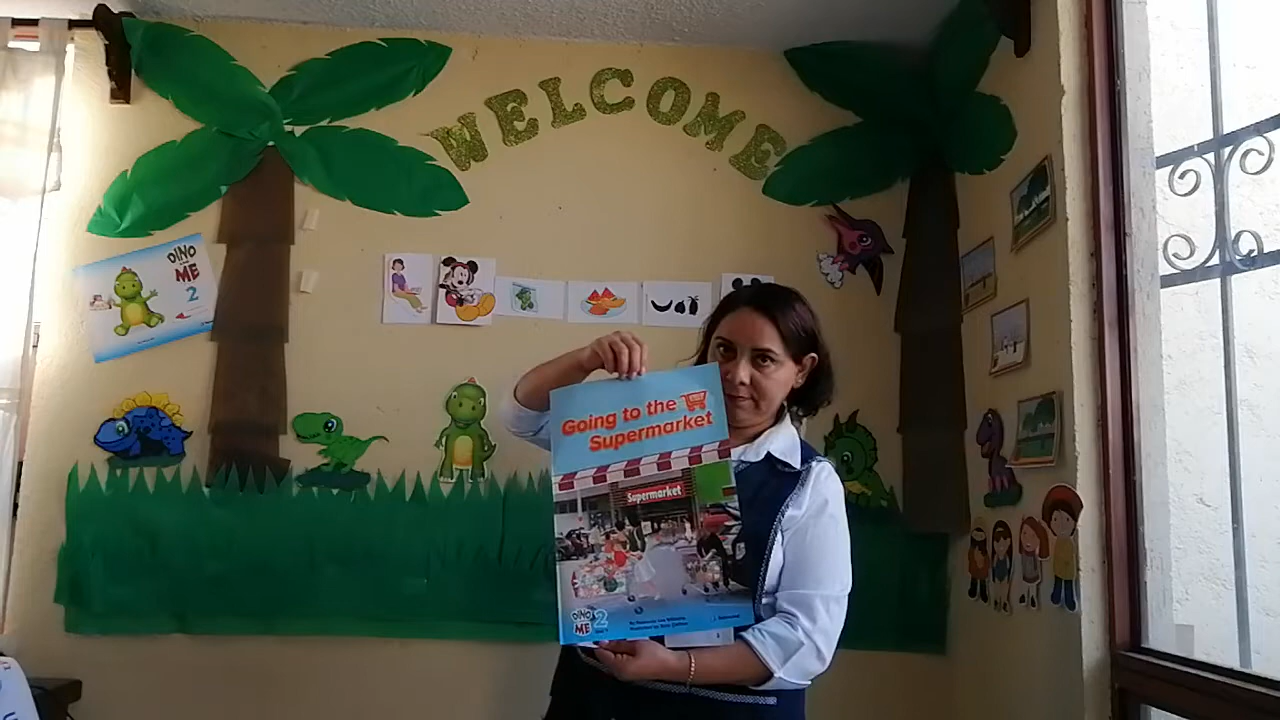 WELCOME
DINO
ME
2
Going to the
Supermarket
Supermarket
DINO
ME
2